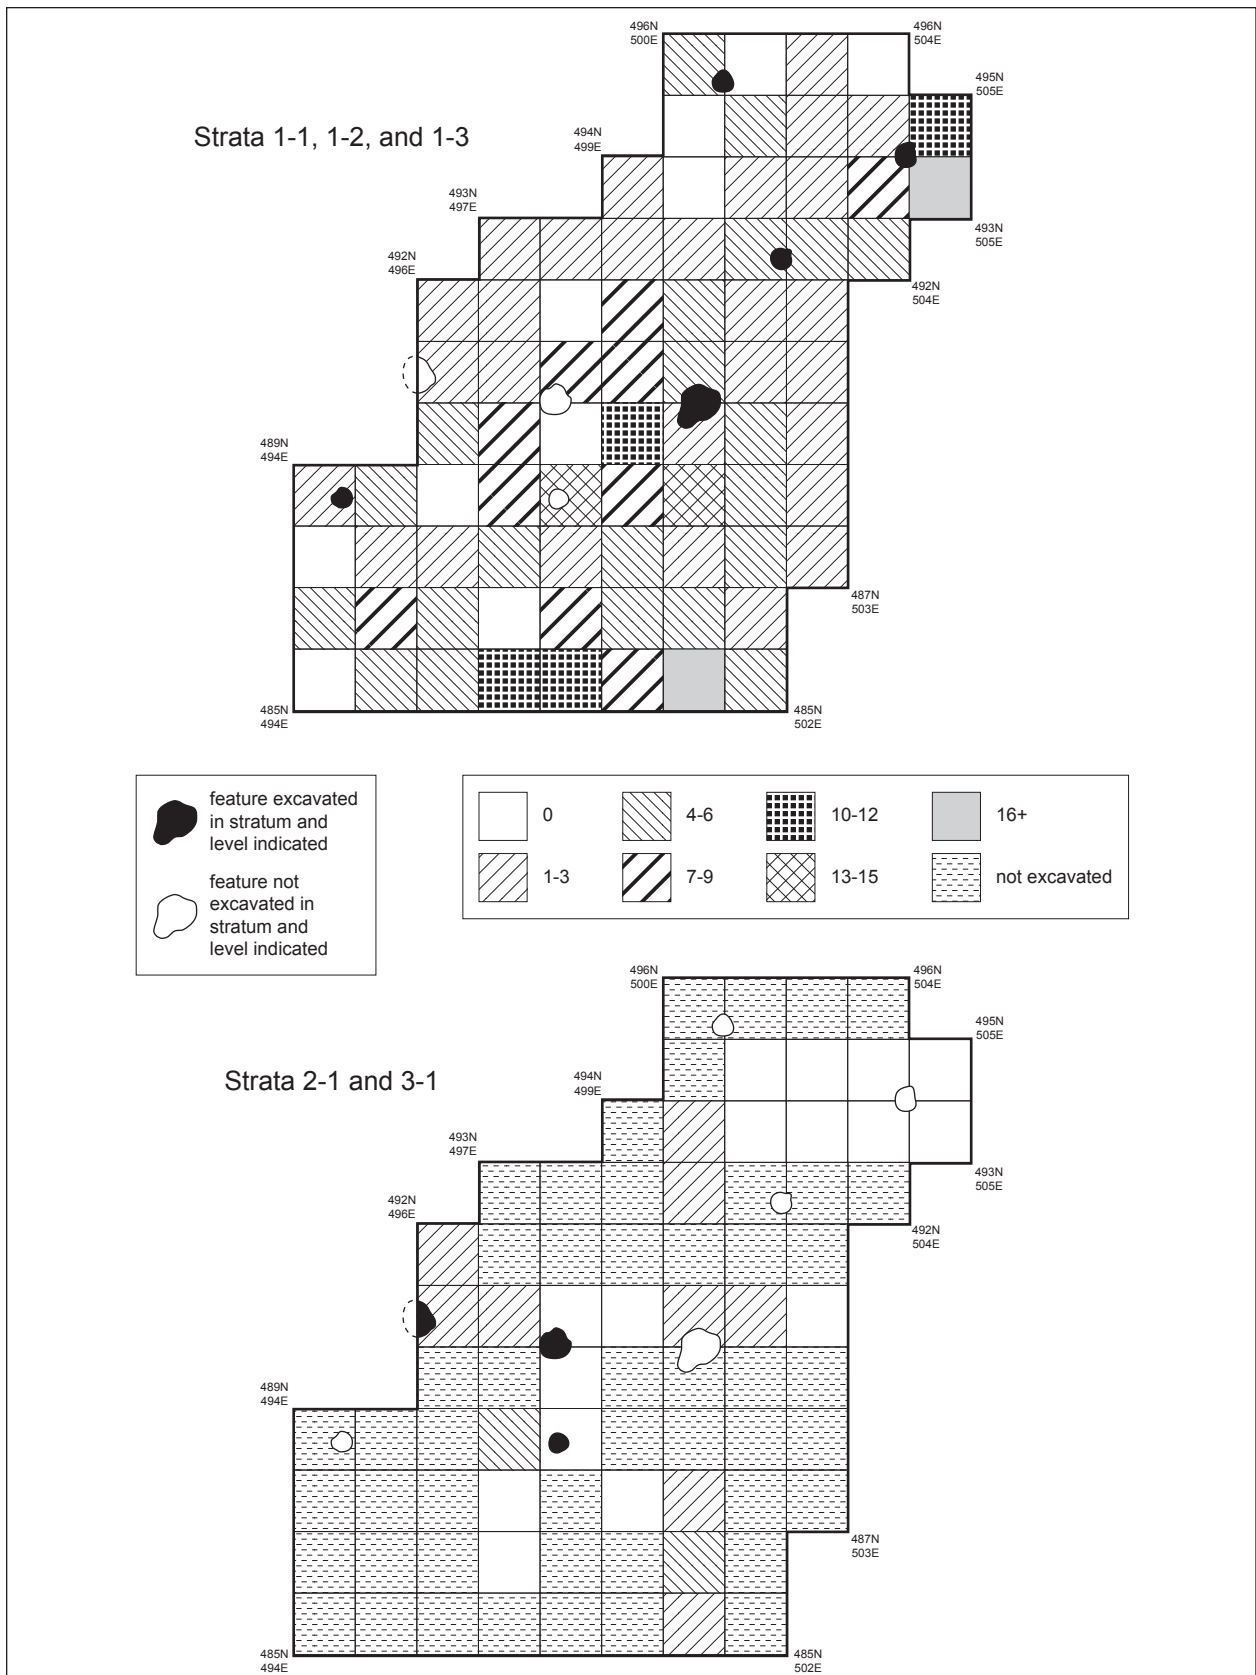 496N
500E
496N
504E
495N
505E
Strata 1-1, 1-2, and 1-3
494N
499E
493N
497E
493N
505E
492N
496E
492N
504E
489N
494E
487N
503E
485N
494E
485N
502E
feature excavated
in stratum and
level indicated
feature not
excavated in
stratum and
level indicated
0
4-6
10-12
16+
1-3
7-9
13-15
not excavated
496N
500E
496N
504E
495N
505E
Strata 2-1 and 3-1
494N
499E
493N
497E
493N
505E
492N
496E
492N
504E
489N
494E
487N
503E
485N
494E
485N
502E